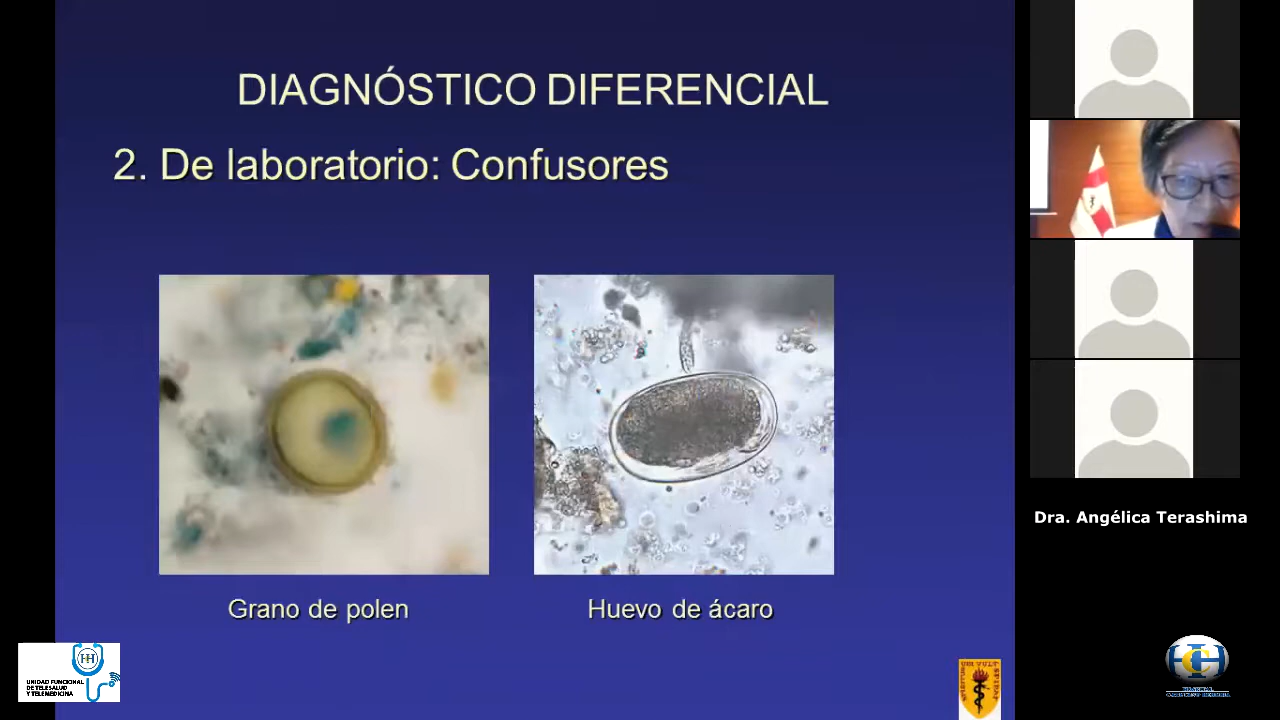 DIAGNÓSTICO DIFERENCIAL
2. De laboratorio: Confusores
Grano de polen
Huevo de ácaro
Dra. Angélica Terashima
UNIDAD FUNCIONAL
DE TELESALUD
Y TELEMEDICINA